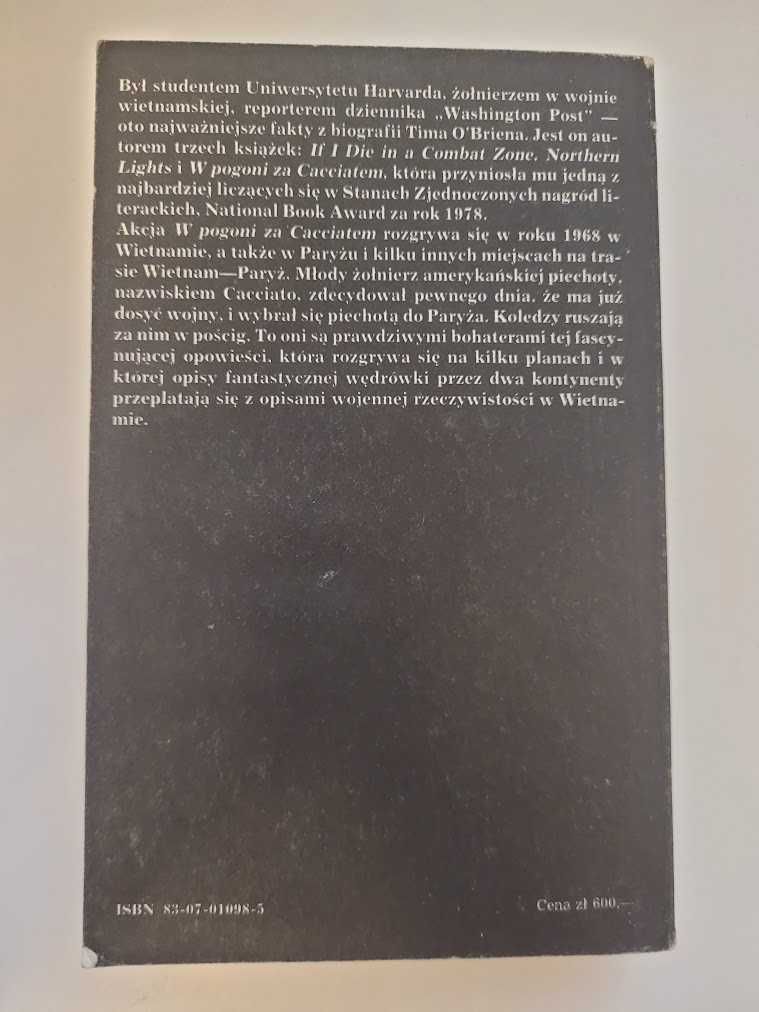 Był studentem Uniwersytetu Harvarda, żołnierzem w wojnie
wietnamskiej, reporterem dziennika „Washington Post” —
oto najważniejsze fakty z biografii Tima O'Briena. Jest on au-
torem trzech książek: If I Die in a Combat Zone, Northern
Lights i W pogoni za Cacciatem, która przyniosła mu jedną z
najbardziej liczących się w Stanach Zjednoczonych nagród li-
terackich, National Book Award za rok 1978.
Akcja W pogoni za Cacciatem rozgrywa się w roku 1968 w
Wietnamie, a także w Paryżu i kilku innych miejscach na tra-
sie Wietnam—Paryż. Młody żołnierz amerykańskiej piechoty,
nazwiskiem Cacciato, zdecydował pewnego dnia, że ma już
dosyć wojny, i wybrał się piechotą do Paryża. Koledzy ruszają
za nim w pościg. To oni są prawdziwymi bohaterami tej fascy-
nującej opowieści, która rozgrywa się na kilku planach i w
której opisy fantastycznej wędrówki przez dwa kontynenty
przeplatają się z opisami wojennej rzeczywistości w Wietna-
mie.
ISBN 83-07-01098-5
Cena zł 600,—